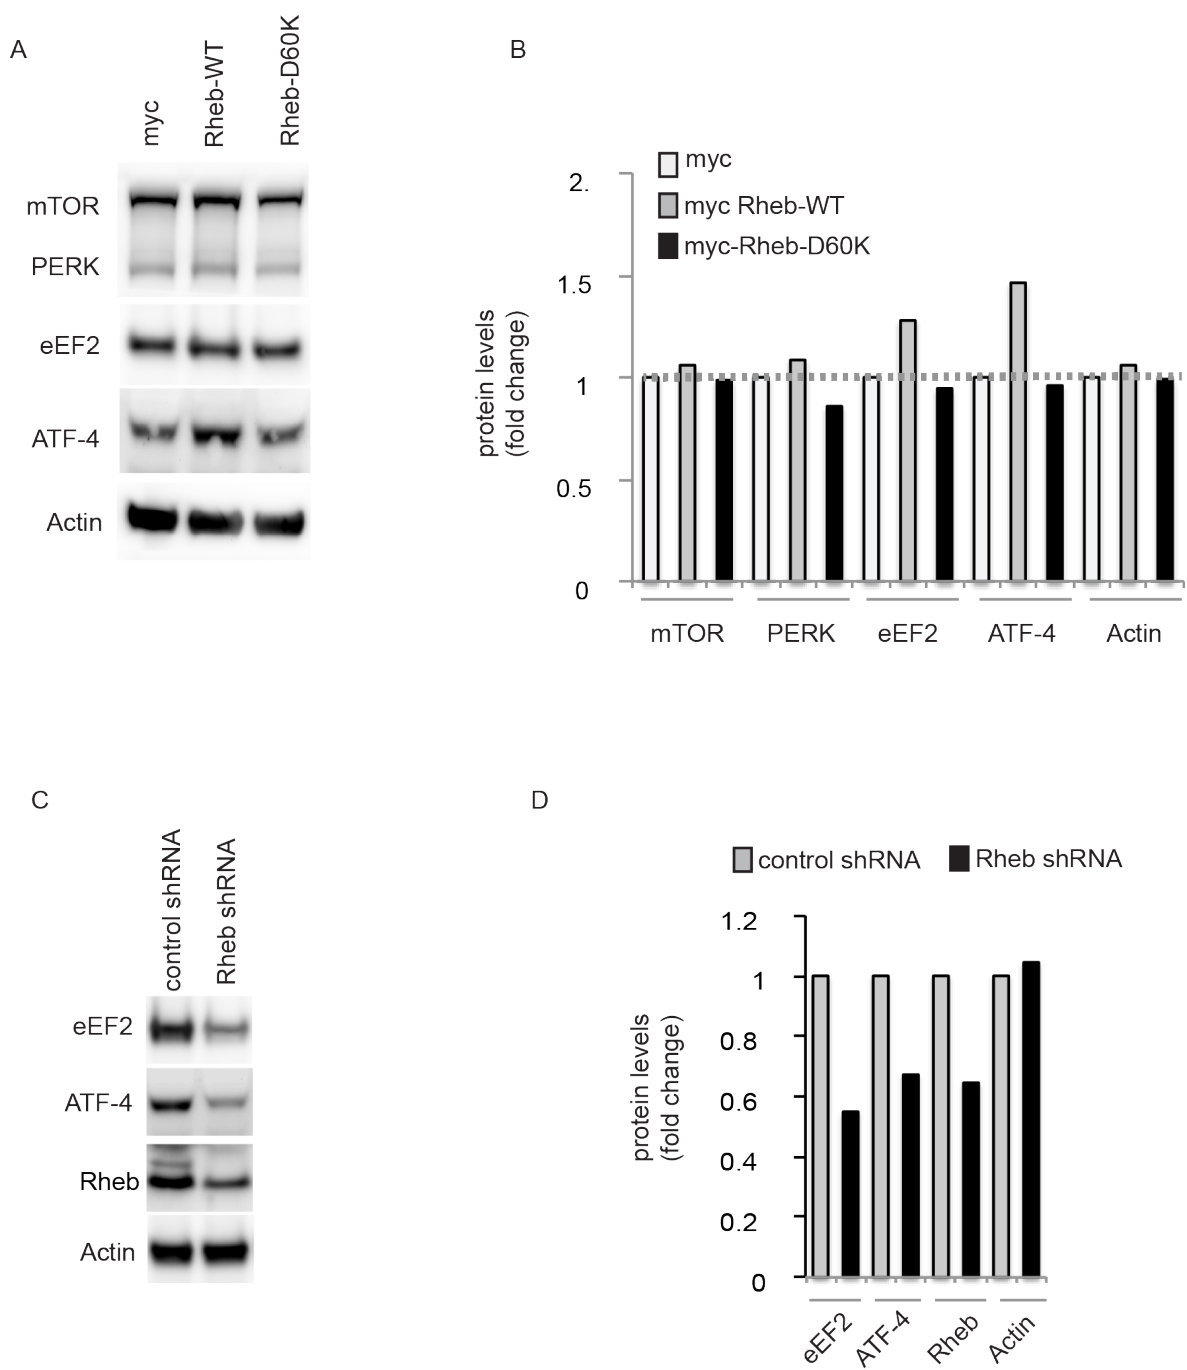 A
myc
Rheb-WT
Rheb-D60K
mTOR
PERK
eEF2
ATF-4
Actin
B
myc
myc Rheb-WT
myc-Rheb-D60K
2.
1.5
1
0.5
0
protein levels
(fold change)
mTOR
PERK
eEF2
ATF-4
Actin
C
control shRNA
Rheb shRNA
eEF2
ATF-4
Rheb
Actin
D
control shRNA
Rheb shRNA
1.2
1
0.8
0.6
0.4
0.2
0
protein levels
(fold change)
eEF2
ATF-4
Rheb
Actin